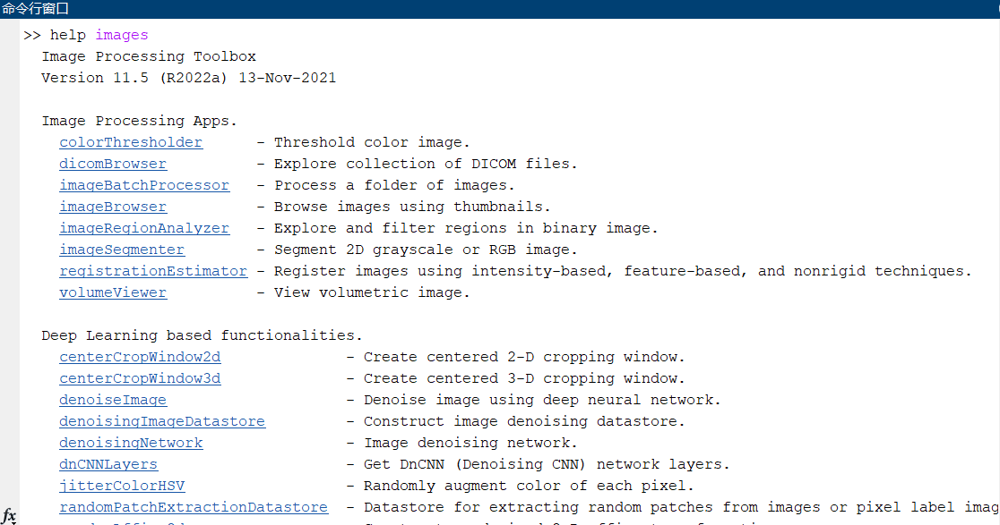 命令行窗口
>> help images
Image Processing Toolbox
Version 11.5 (R2022a) 13-Nov-2021
Image Processing Apps.
colorThresholder - Threshold color image.
dicomBrowser - Explore collection of DICOM files.
imageBatchProcessor - Process a folder of images.
imageBrowser - Browse images using thumbnails.
imageRegionAnalyzer - Explore and filter regions in binary image.
imageSegmenter - Segment 2D grayscale or RGB image.
registrationEstimator - Register images using intensity-based, feature-based, and nonrigid techniques.
volumeViewer - View volumetric image.
Deep Learning based functionalities.
centerCropWindow2d - Create centered 2-D cropping window.
centerCropWindow3d - Create centered 3-D cropping window.
denoiseImage - Denoise image using deep neural network.
denoisingImageDatastore - Construct image denoising datastore.
denoisingNetwork - Image denoising network.
dnCNNLayers - Get DnCNN (Denoising CNN) network layers.
jitterColorHSV - Randomly augment color of each pixel.
randomPatchExtractionDatastore - Datastore for extracting random patches from images or pixel label imag
fx